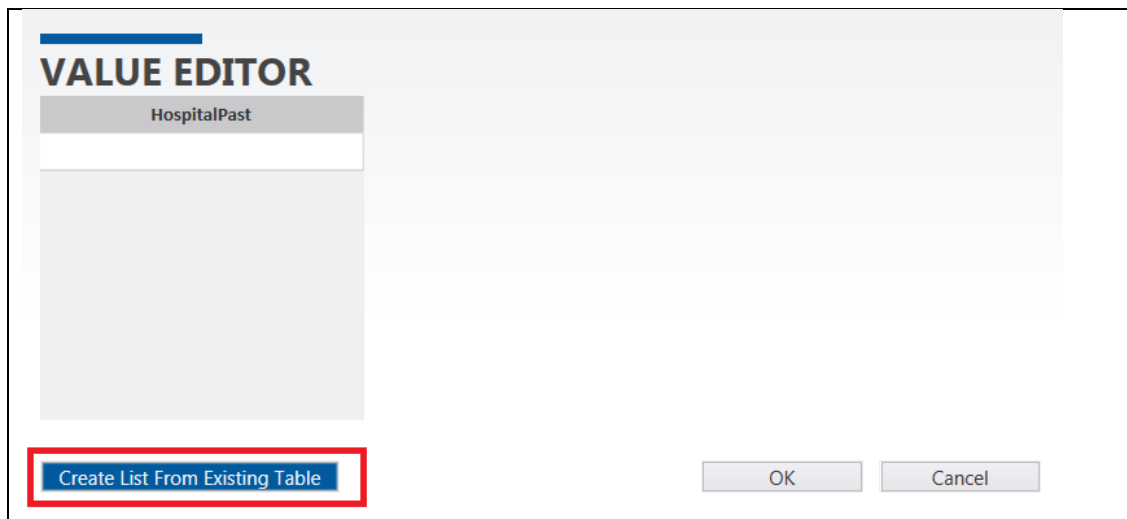 VALUE EDITOR
HospitalPast
Create List From Existing Table
OK
Cancel